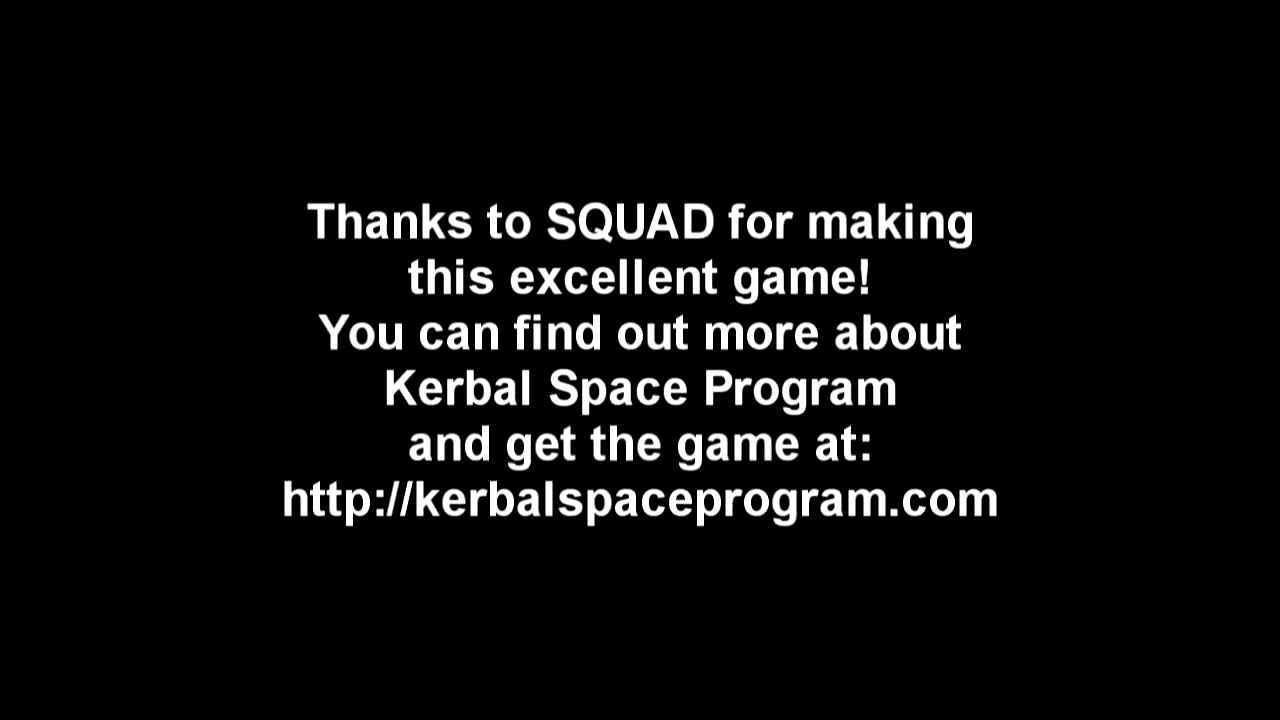 Thanks to SQUAD for making
this excellent game!
You can find out more about
Kerbal Space Program
and get the game at:
http://kerbalspaceprogram.com